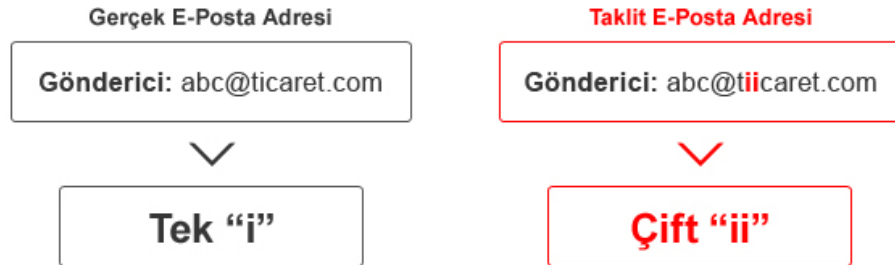 Gerçek E-Posta Adresi
Gönderici: abc@ticaret.com
Tek “i”
Taklit E-Posta Adresi
Gönderici: abc@tiicaret.com
Çift “ii”